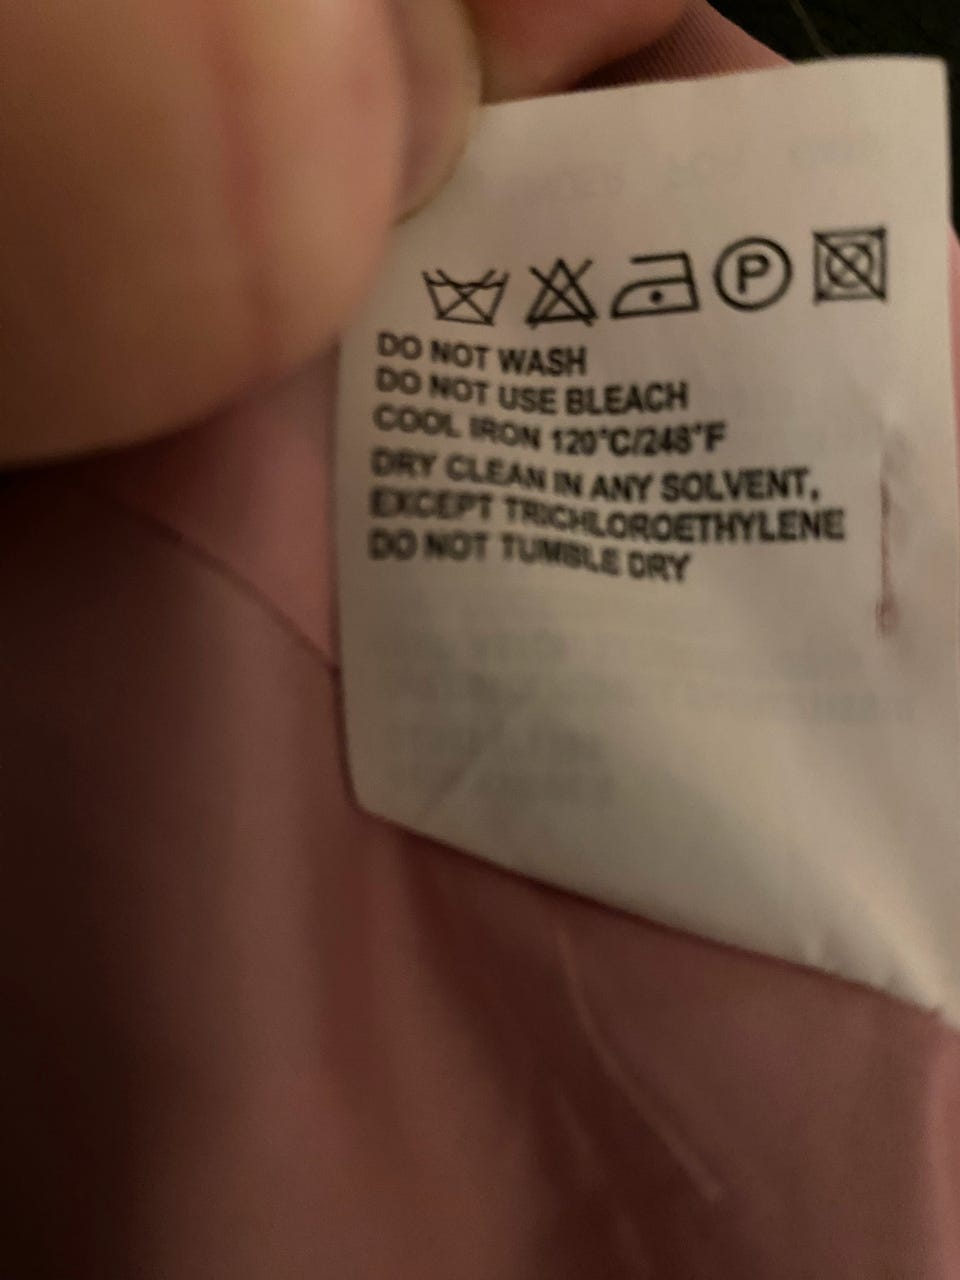 P
DO NOT WASH
DO NOT USE BLEACH
COOL IRON 120°C/248°F
DRY CLEAN IN ANY SOLVENT,
EXCEPT TRICHLOROETHYLENE
DO NOT TUMBLE DRY